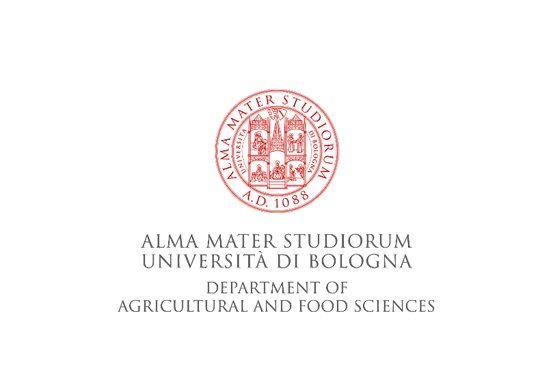 ALMA MATER STUDIORUM
UNIVERSITÀ DI BOLOGNA
A.D. 1088
ALMA MATER STUDIORUM
UNIVERSITÀ DI BOLOGNA
DEPARTMENT OF
AGRICULTURAL AND FOOD SCIENCES